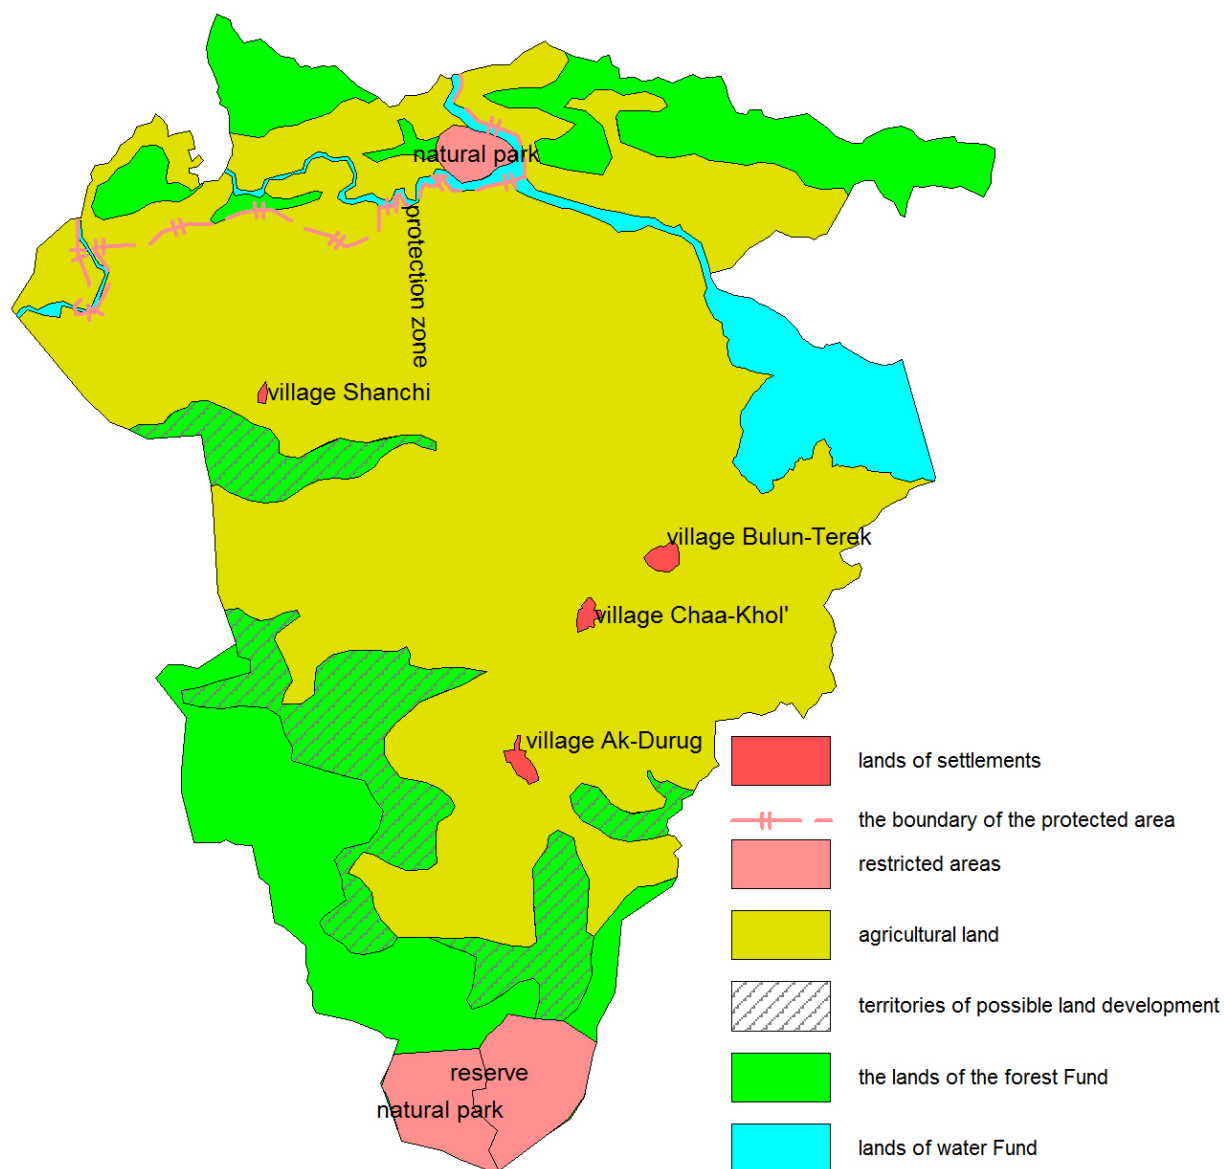 natural park
protection zone
village Shanchi
village Bulun-Terek
village Chaa-Khol'
village Ak-Durug
reserve
natural park
lands of settlements
the boundary of the protected area
restricted areas
agricultural land
territories of possible land development
the lands of the forest Fund
lands of water Fund